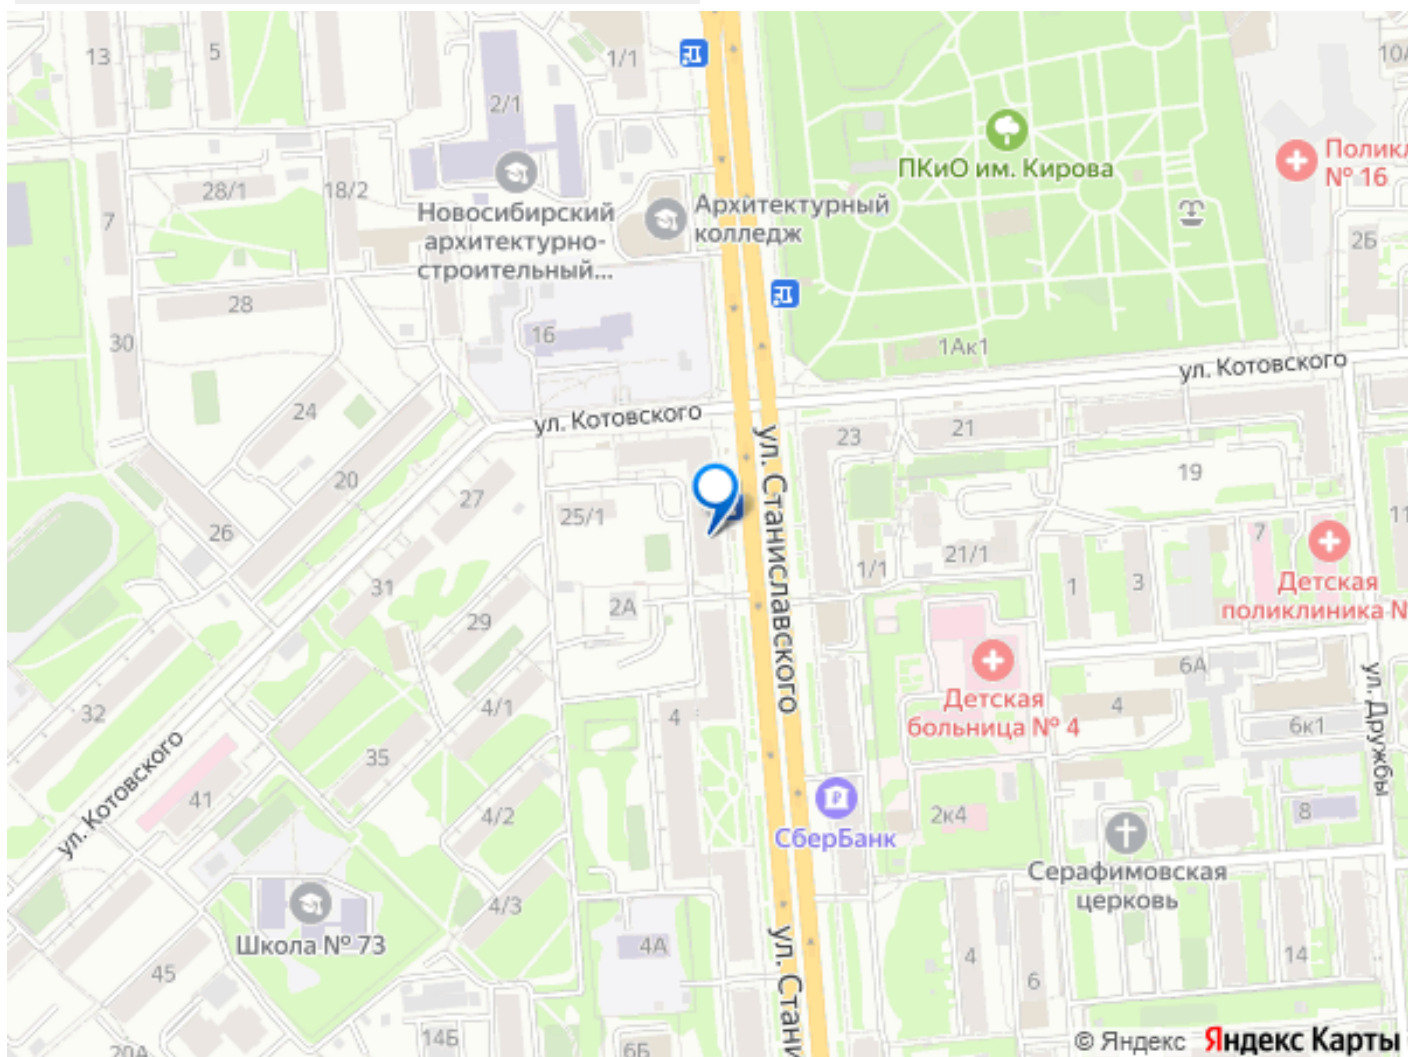 13
5
1/1
2/1
10А
ПКиО им. Кирова
Поликл
№ 16
28/1
18/2
7
Новосибирский
архитектурно-
строительный...
Архитектурный
колледж
2Б
28
30
16
1Ак1
ул. Котовского
24
ул. Котовского
23
21
19
20
27
25/1
26
21/1
1/1
7
11
31
1
3
Детская
поликлиника №
2А
29
ул. Станиславского
6А
32
4/1
4
Детская
больница № 4
4
6к1
ул. Дружбы
35
ул. Котовского
41
4/2
СберБанк
2к4
8
Серафимовская
церковь
4/3
Школа № 73
4А
45
ул. Стани
4
6
14
14Б
20А
6Б
© Яндекс Яндекс Карты